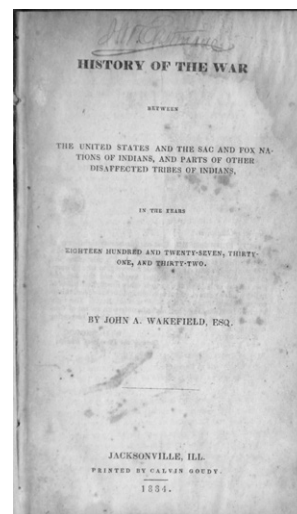 HISTORY OF THE WAR
BETWEEN
THE UNITED STATES AND THE SAC AND FOX NA-
TIONS OF INDIANS, AND PARTS OF OTHER
DISAFFECTED TRIBES OF INDIANS,
IN THE YEARS
EIGHTEEN HUNDRED AND TWENTY-SEVEN, THIRTY-
ONE, AND THIRTY-TWO.
BY JOHN A. WAKEFIELD, ESQ.
JACKSONVILLE, ILL.
PRINTED BY CALVIN GOUDY.
1834.